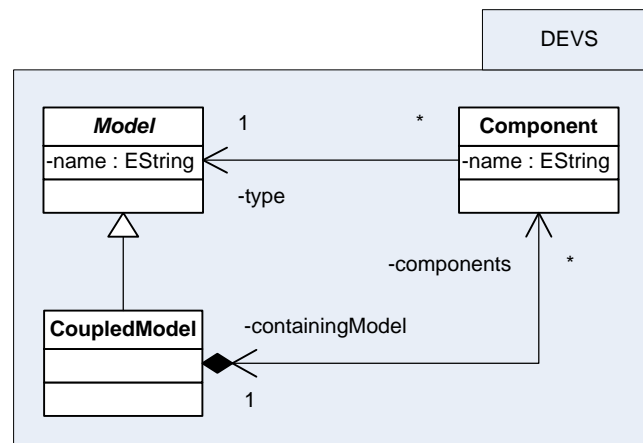 DEVS
Model
-name : EString
1
*
-type
Component
-name : EString
-components
*
CoupledModel
-containingModel
1